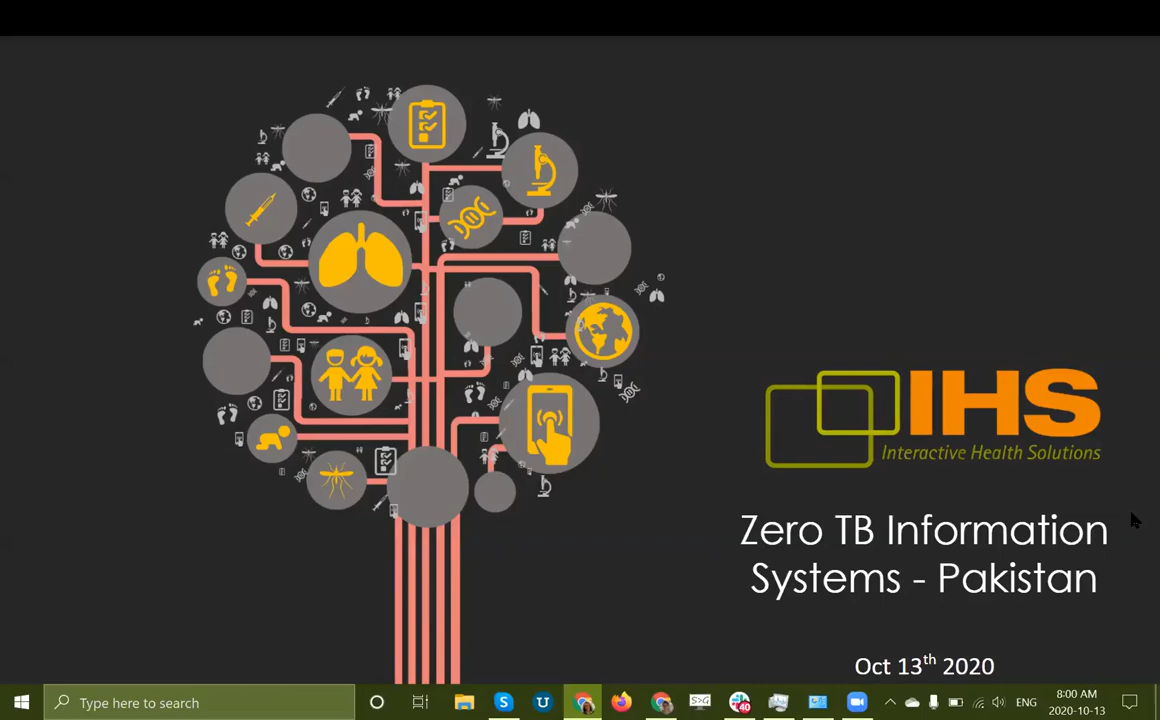 IHS
Interactive Health Solutions
Zero TB Information
Systems - Pakistan
Oct 13th 2020
Type here to search
40
ENG
8:00 AM
2020-10-13